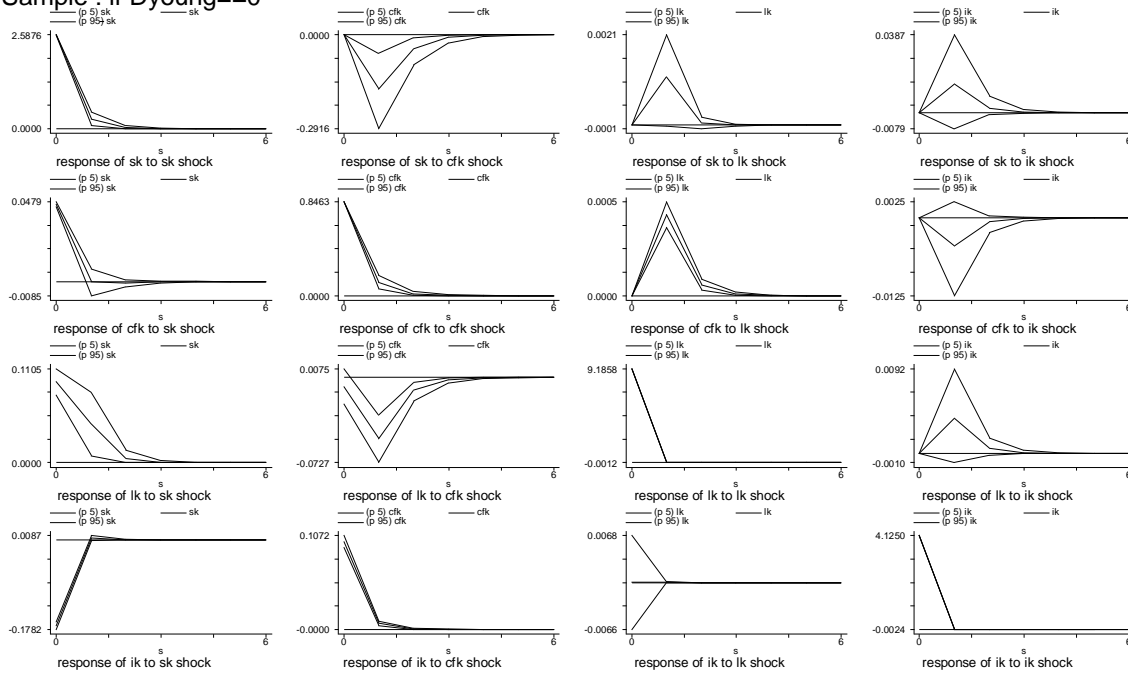 Sample : if Dyoung==0
(p 5) sk sk
(p 95) sk
2.5876
0.0000
0 6
s
response of sk to sk shock
(p 5) cfk cfk
(p 95) cfk
0.0000
-0.2916
0 6
s
response of sk to cfk shock
(p 5) lk lk
(p 95) lk
0.0021
-0.0001
0 6
s
response of sk to lk shock
(p 5) ik ik
(p 95) ik
0.0387
-0.0079
0 6
s
response of sk to ik shock
(p 5) sk sk
(p 95) sk
0.0479
-0.0085
0 6
s
response of cfk to sk shock
(p 5) cfk cfk
(p 95) cfk
0.8463
0.0000
0 6
s
response of cfk to cfk shock
(p 5) lk lk
(p 95) lk
0.0005
0.0000
0 6
s
response of cfk to lk shock
(p 5) ik ik
(p 95) ik
0.0025
-0.0125
0 6
s
response of cfk to ik shock
(p 5) sk sk
(p 95) sk
0.1105
0.0000
0 6
s
response of lk to sk shock
(p 5) cfk cfk
(p 95) cfk
0.0075
-0.0727
0 6
s
response of lk to cfk shock
(p 5) lk lk
(p 95) lk
9.1858
-0.0012
0 6
s
response of lk to lk shock
(p 5) ik ik
(p 95) ik
0.0092
-0.0010
0 6
s
response of lk to ik shock
(p 5) sk sk
(p 95) sk
0.0087
-0.1782
0 6
s
response of ik to sk shock
(p 5) cfk cfk
(p 95) cfk
0.1072
-0.0000
0 6
s
response of ik to cfk shock
(p 5) lk lk
(p 95) lk
0.0068
-0.0066
0 6
s
response of ik to lk shock
(p 5) ik ik
(p 95) ik
4.1250
-0.0024
0 6
s
response of ik to ik shock